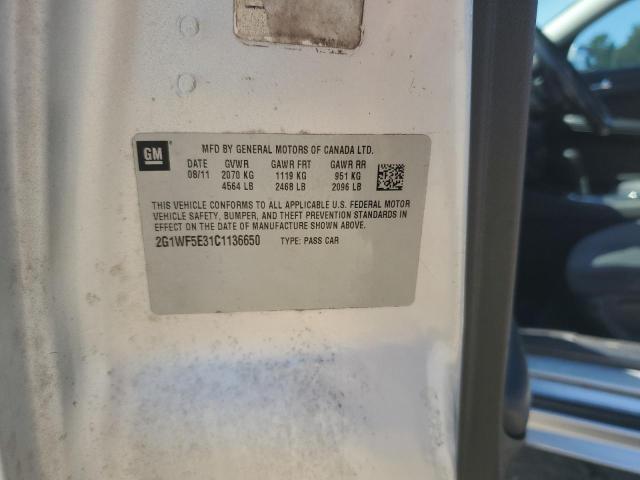 GM
MFD BY GENERAL MOTORS OF CANADA LTD.
DATE GVWR GAWR FRT GAWR RR
08/11 2070 KG 1119 KG 951 KG
4564 LB 2468 LB 2096 LB
THIS VEHICLE CONFORMS TO ALL APPLICABLE U.S. FEDERAL MOTOR
VEHICLE SAFETY, BUMPER, AND THEFT PREVENTION STANDARDS IN
EFFECT ON THE DATE OF MANUFACTURE SHOWN ABOVE.
2G1WF5E31C1136650 TYPE: PASS CAR